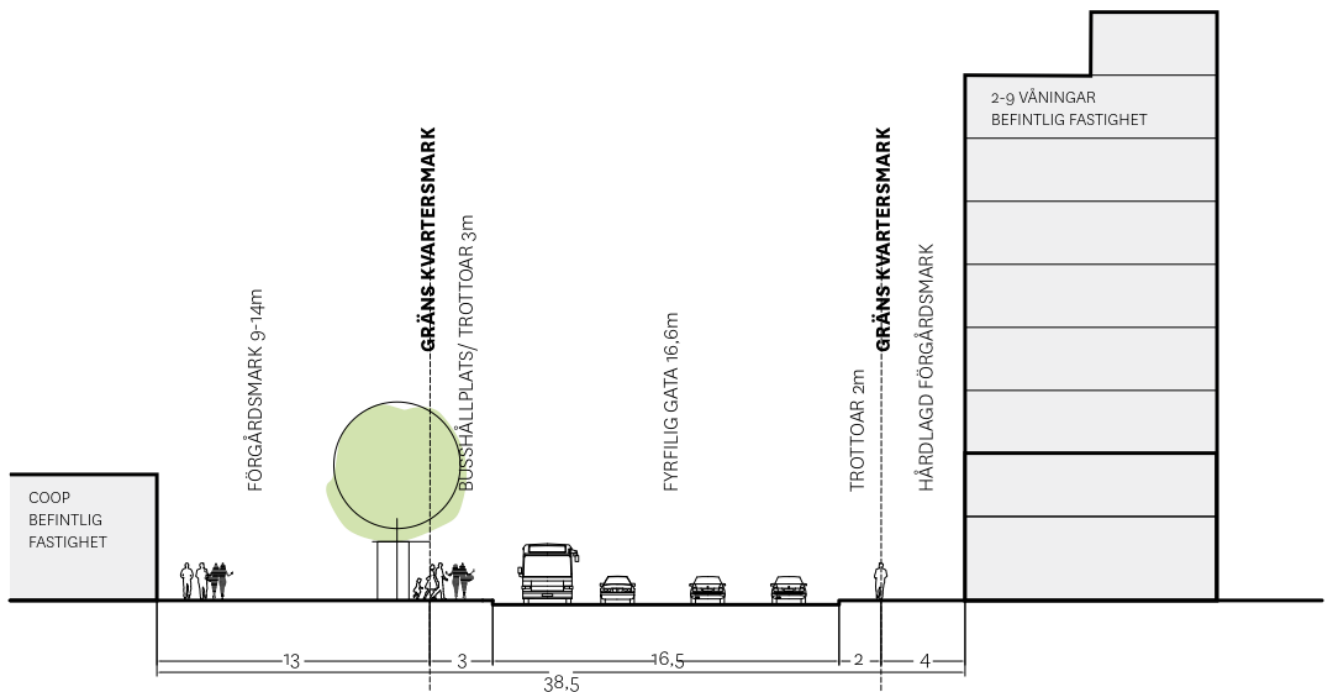 2-9 VÅNINGAR
BEFINTLIG FASTIGHET
GRÄNS KVARTERSMARK
GRÄNS KVARTERSMARK
FÖRGÅRDSMARK 9-14m
BUSSHÅLLPLATS/ TROTTOAR 3m
FYRFILIG GATA 16,6m
TROTTOAR 2m
HÅRDLAGD FÖRGÅRDSMARK
COOP
BEFINTLIG
FASTIGHET
13
3
16,5
2
4
38,5